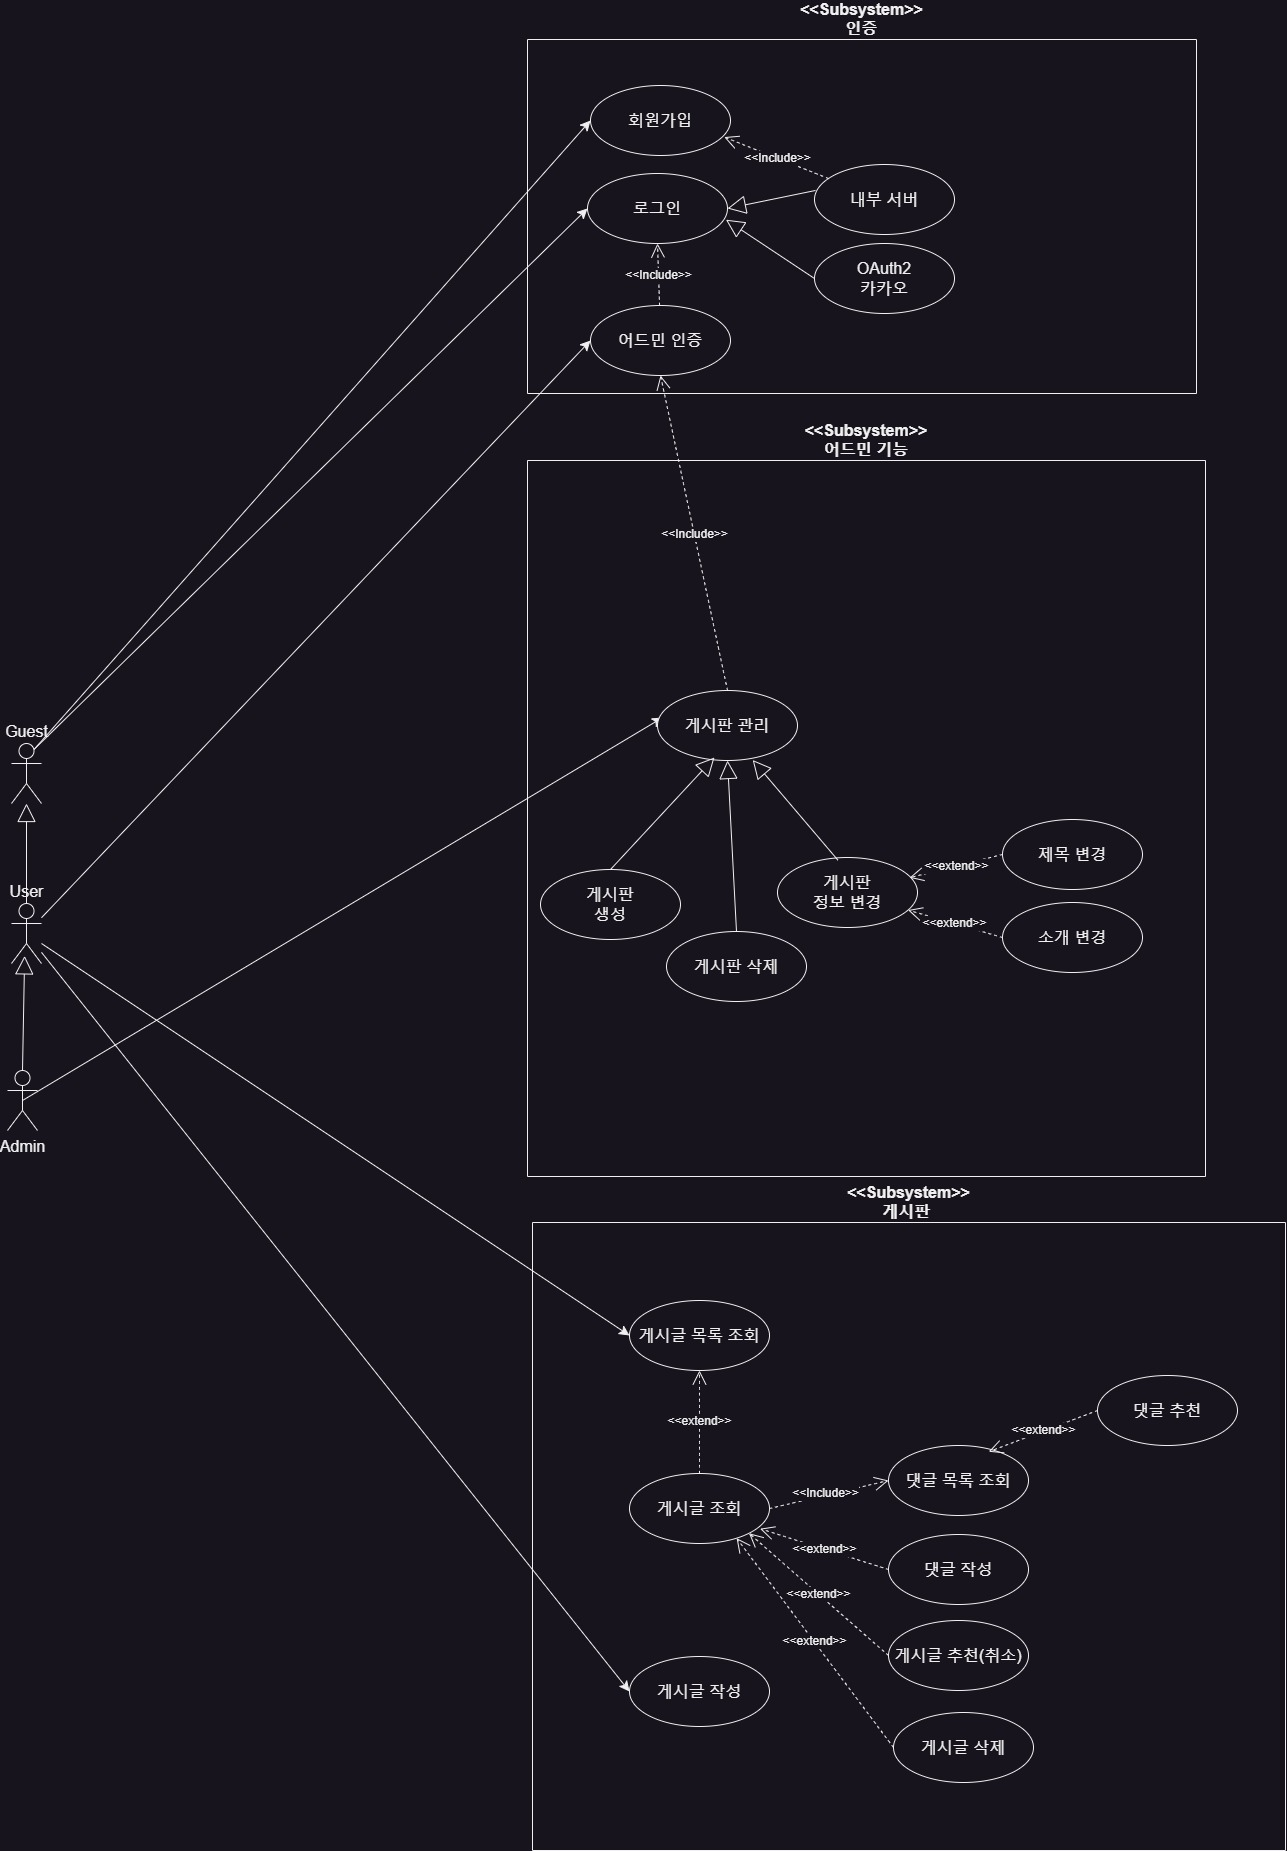 <<Subsystem>>
인증
회원가입
<<Include>>
내부 서버
로그인
<<Include>>
OAuth2
카카오
어드민 인증
<<Subsystem>>
어드민 기능
<<Include>>
게시판 관리
Guest
User
Admin
게시판
생성
게시판 삭제
게시판
정보 변경
<<extend>>
제목 변경
<<extend>>
소개 변경
<<Subsystem>>
게시판
게시글 목록 조회
<<extend>>
댓글 추천
<<extend>>
댓글 목록 조회
<<Include>>
게시글 조회
<<extend>>
댓글 작성
<<extend>>
게시글 추천(취소)
<<extend>>
게시글 작성
게시글 삭제